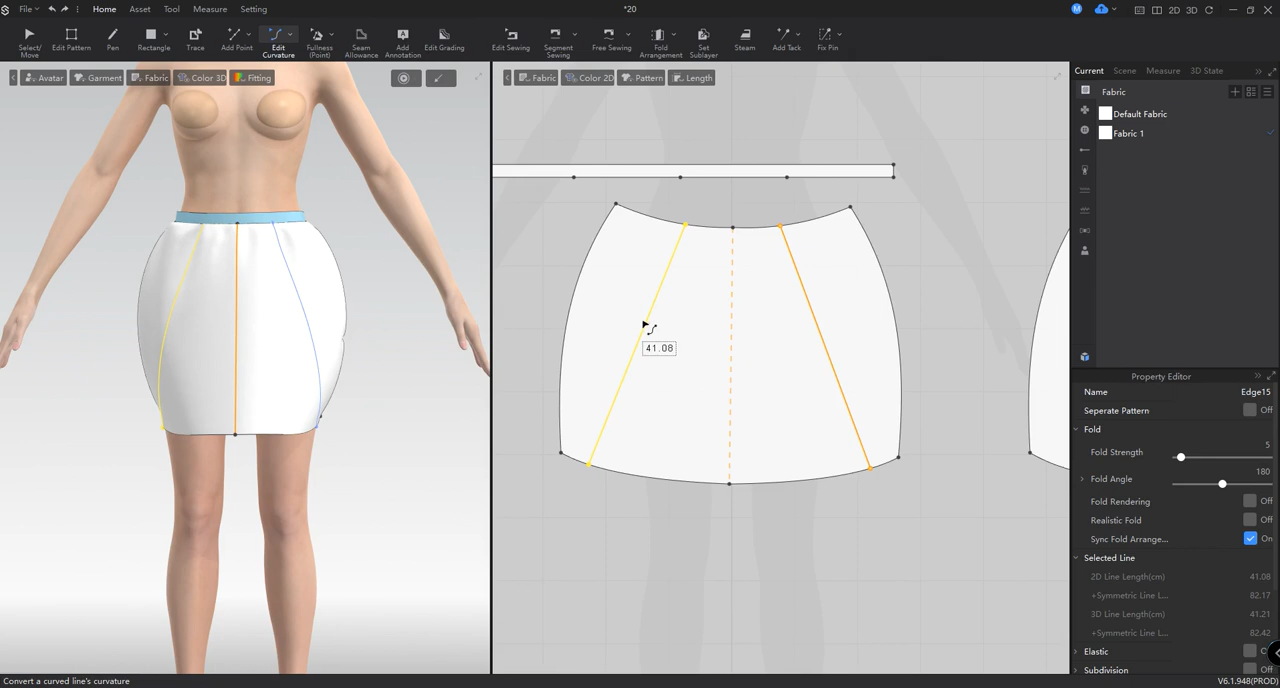 File
Home
Asset
Tool
Measure
Setting
*20
M
2D
3D
Select/
Move
Edit Pattern
Pen
Rectangle
Trace
Add Point
Edit
Curvature
Fullness
(Point)
Seam
Allowance
Add
Annotation
Edit Grading
Edit Sewing
Segment
Sewing
Free Sewing
Fold
Arrangement
Set
Sublayer
Steam
Add Tack
Fix Pin
Avatar
Garment
Fabric
Color 3D
Fitting
Fabric
Color 2D
Pattern
Length
41.08
Current
Scene
Measure
3D State
Fabric
Default Fabric
Fabric 1
Property Editor
Name
Edge15
Seperate Pattern
Off
Fold
Fold Strength
5
Fold Angle
180
Fold Rendering
Off
Realistic Fold
Off
Sync Fold Arrange...
On
Selected Line
2D Line Length(cm)
41.08
+Symmetric Line L...
82.17
3D Line Length(cm)
41.21
+Symmetric Line L...
82.42
Elastic
Subdivision
Off
Convert a curved line's curvature
V6.1.948(PROD)